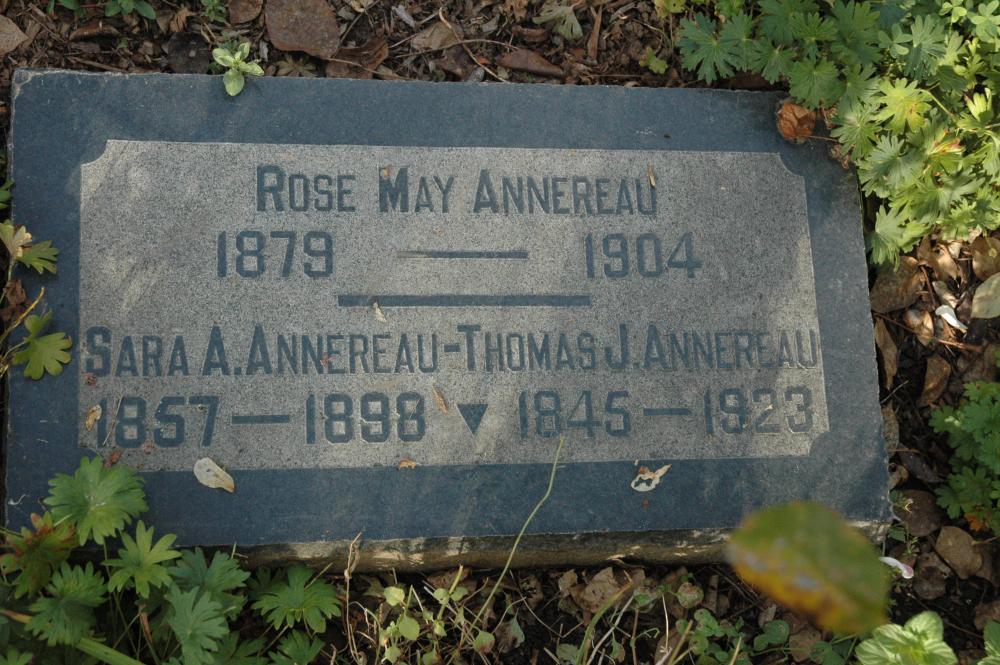 Rose May Annereau
1879 — 1904
Sara A. Annereau - Thomas J. Annereau
1857 — 1898 ▼ 1845 — 1923